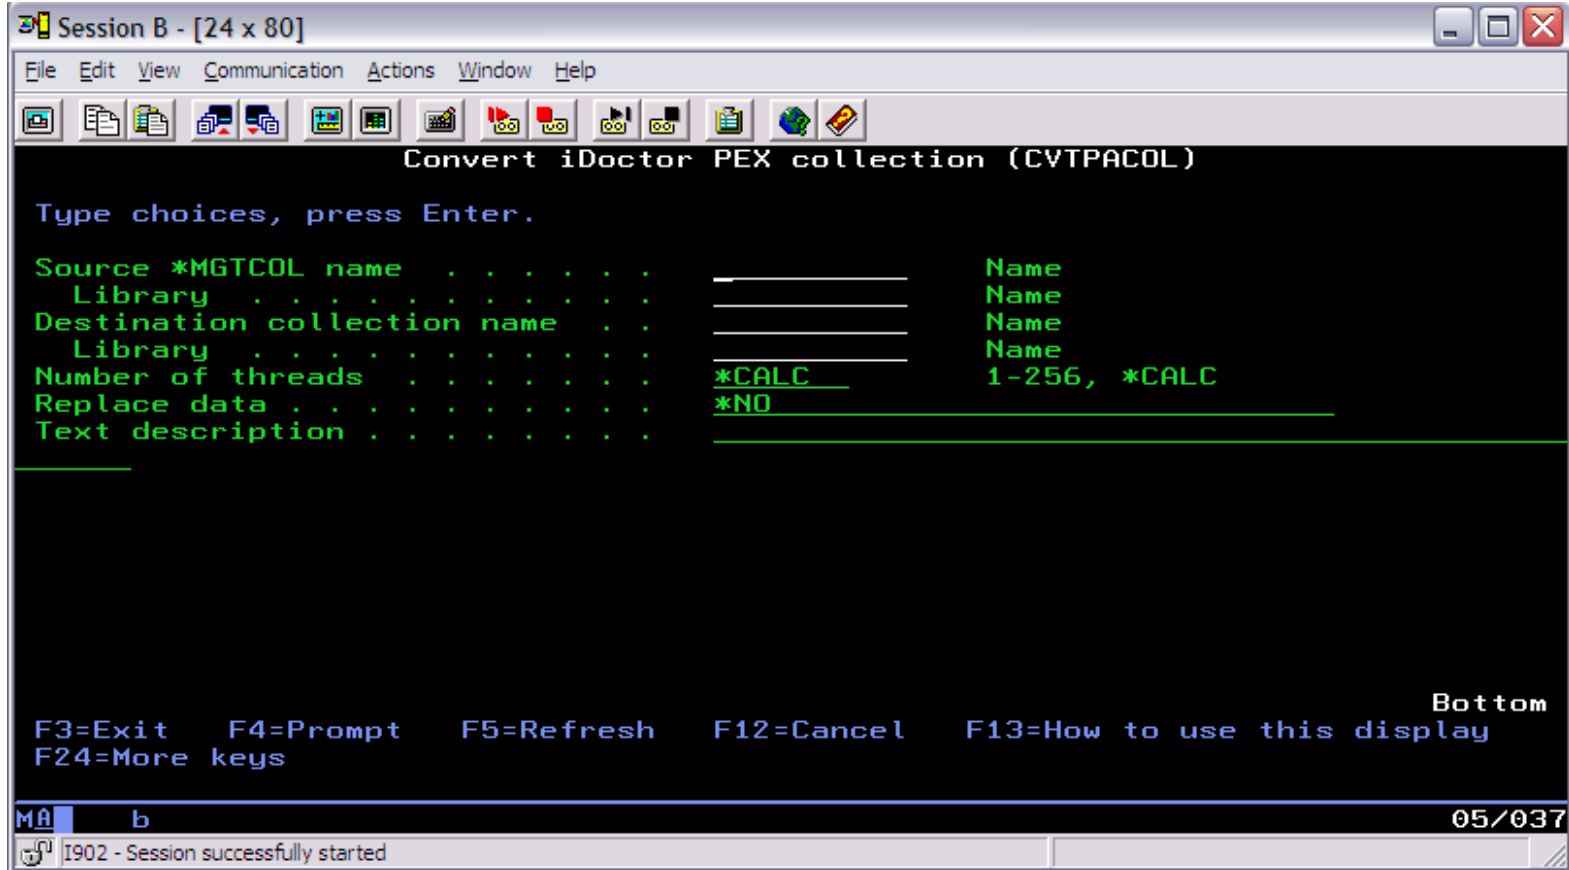 Session B - [24 x 80]
File Edit View Communication Actions Window Help
Convert iDoctor PEX collection (CVTPACOL)
Type choices, press Enter.
Source *MGTCOL name . . . . . . Name
Library . . . . . . . . . . . Name
Destination collection name . . Name
Library . . . . . . . . . . . Name
Number of threads . . . . . . . *CALC 1-256, *CALC
Replace data . . . . . . . . . . *NO
Text description . . . . . . . .
Bottom
F3=Exit F4=Prompt F5=Refresh F12=Cancel F13=How to use this display
F24=More keys
MA b 05/037
I902 - Session successfully started